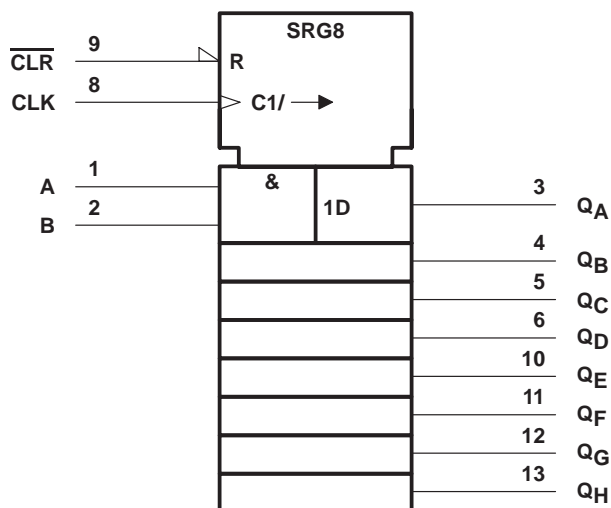 SRG8
9
CLR R
8
CLK C1/
1 &
A
3
1D QA
2
B
4
QB
5
QC
6
QD
10
QE
11
QF
12
QG
13
QH